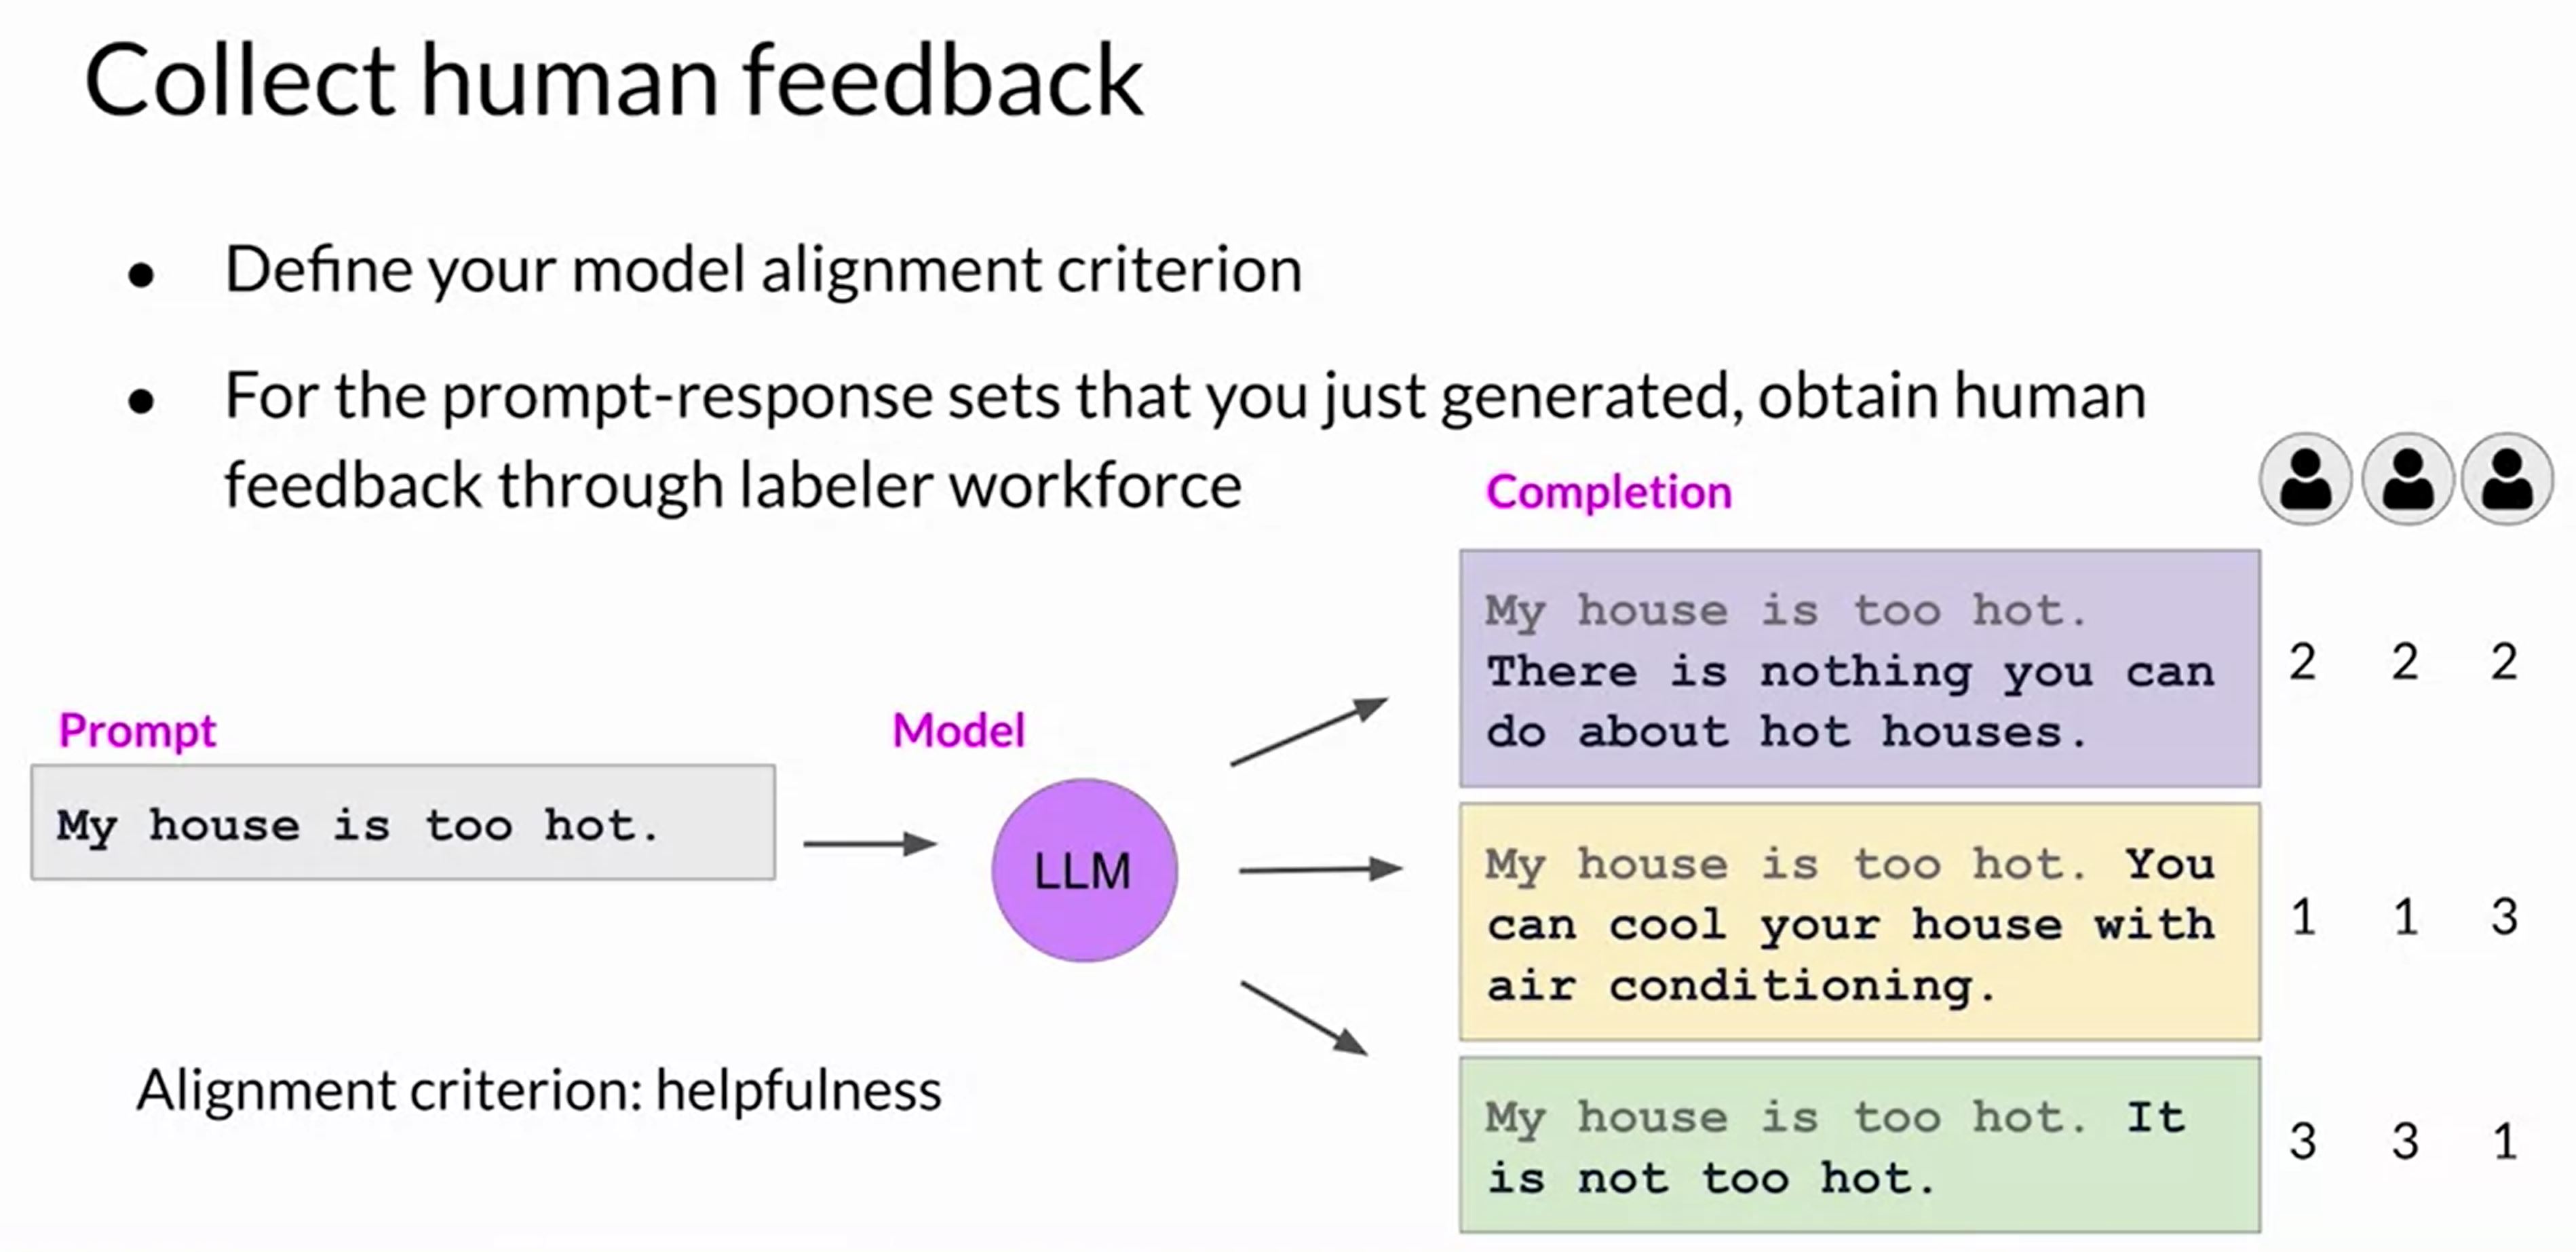 Collect human feedback
● Define your model alignment criterion
● For the prompt-response sets that you just generated, obtain human
feedback through labeler workforce
Prompt
My house is too hot.
Model
LLM
Alignment criterion: helpfulness
Completion
My house is too hot.
There is nothing you can
do about hot houses.
2 2 2
My house is too hot. You
can cool your house with
air conditioning.
1 1 3
My house is too hot. It
is not too hot.
3 3 1